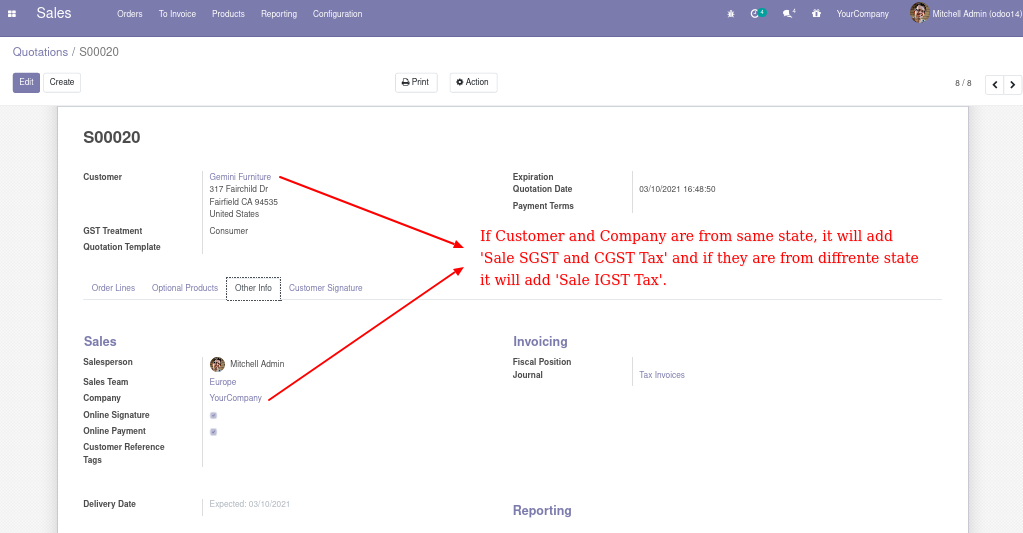 Sales Orders To Invoice Products Reporting Configuration 4 4 YourCompany Mitchell Admin (odoo14)
Quotations / S00020
Edit Create Print Action 8 / 8
S00020
Customer Gemini Furniture
317 Fairchild Dr
Fairfield CA 94535
United States
GST Treatment Consumer
Quotation Template
Expiration
Quotation Date 03/10/2021 16:48:50
Payment Terms
If Customer and Company are from same state, it will add
'Sale SGST and CGST Tax' and if they are from diffrente state
it will add 'Sale IGST Tax'.
Order Lines Optional Products Other Info Customer Signature
Sales
Salesperson Mitchell Admin
Sales Team Europe
Company YourCompany
Online Signature
Online Payment
Customer Reference
Tags
Invoicing
Fiscal Position
Journal Tax Invoices
Delivery Date Expected: 03/10/2021
Reporting